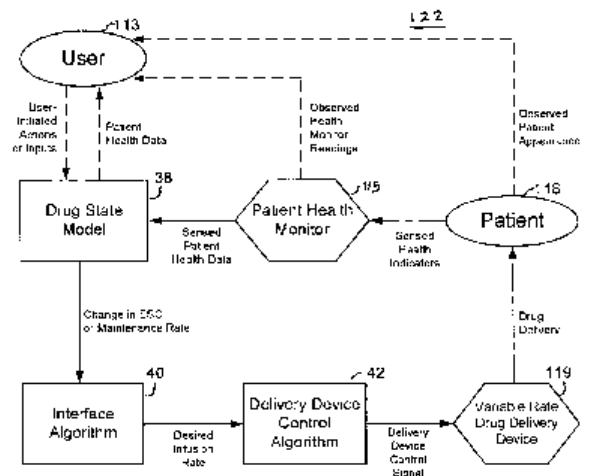 113
122
User
User-
Initiated
Actions
or Inputs
Patient
Health Data
Observed
Health
Monitor
Readings
Observed
Patient
Appearance
38
Drug State
Model
Patient Health
Monitor
118
Patient
Sensed
Patient
Health Data
Sensed
Health
Indicators
Change in ESC
or Maintenance Rate
Drug
Delivery
40
Interface
Algorithm
42
Delivery Device
Control
Algorithm
119
Variable Rate
Drug Delivery
Device
Desired
Infusion
Rate
Delivery
Device
Control
Signal